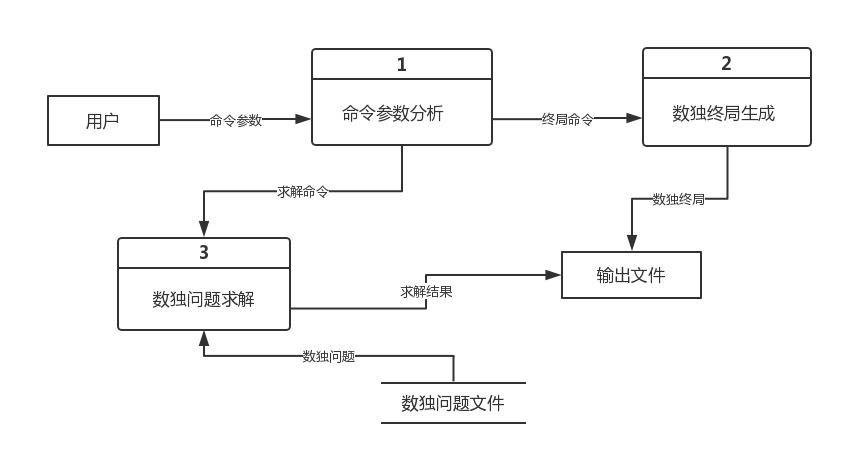 1
2
用户
命令参数
命令参数分析
终局命令
数独终局生成
求解命令
数独终局
3
数独问题求解
求解结果
输出文件
数独问题
数独问题文件